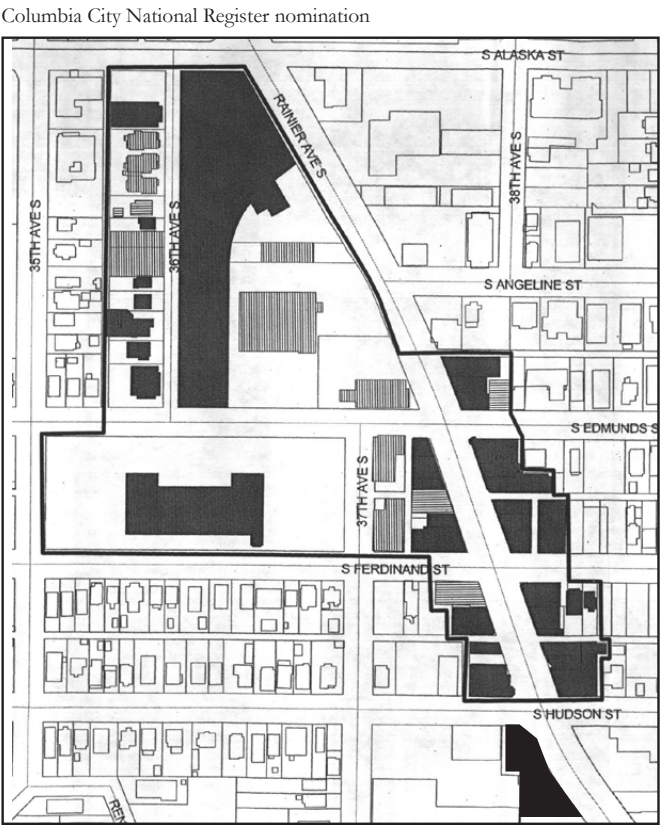 Columbia City National Register nomination
S ALASKA ST
RAINIER AVE S
38TH AVE S
35TH AVE S
36TH AVE S
S ANGELINE ST
S EDMUNDS S
37TH AVE S
S FERDINAND ST
S HUDSON ST
REN